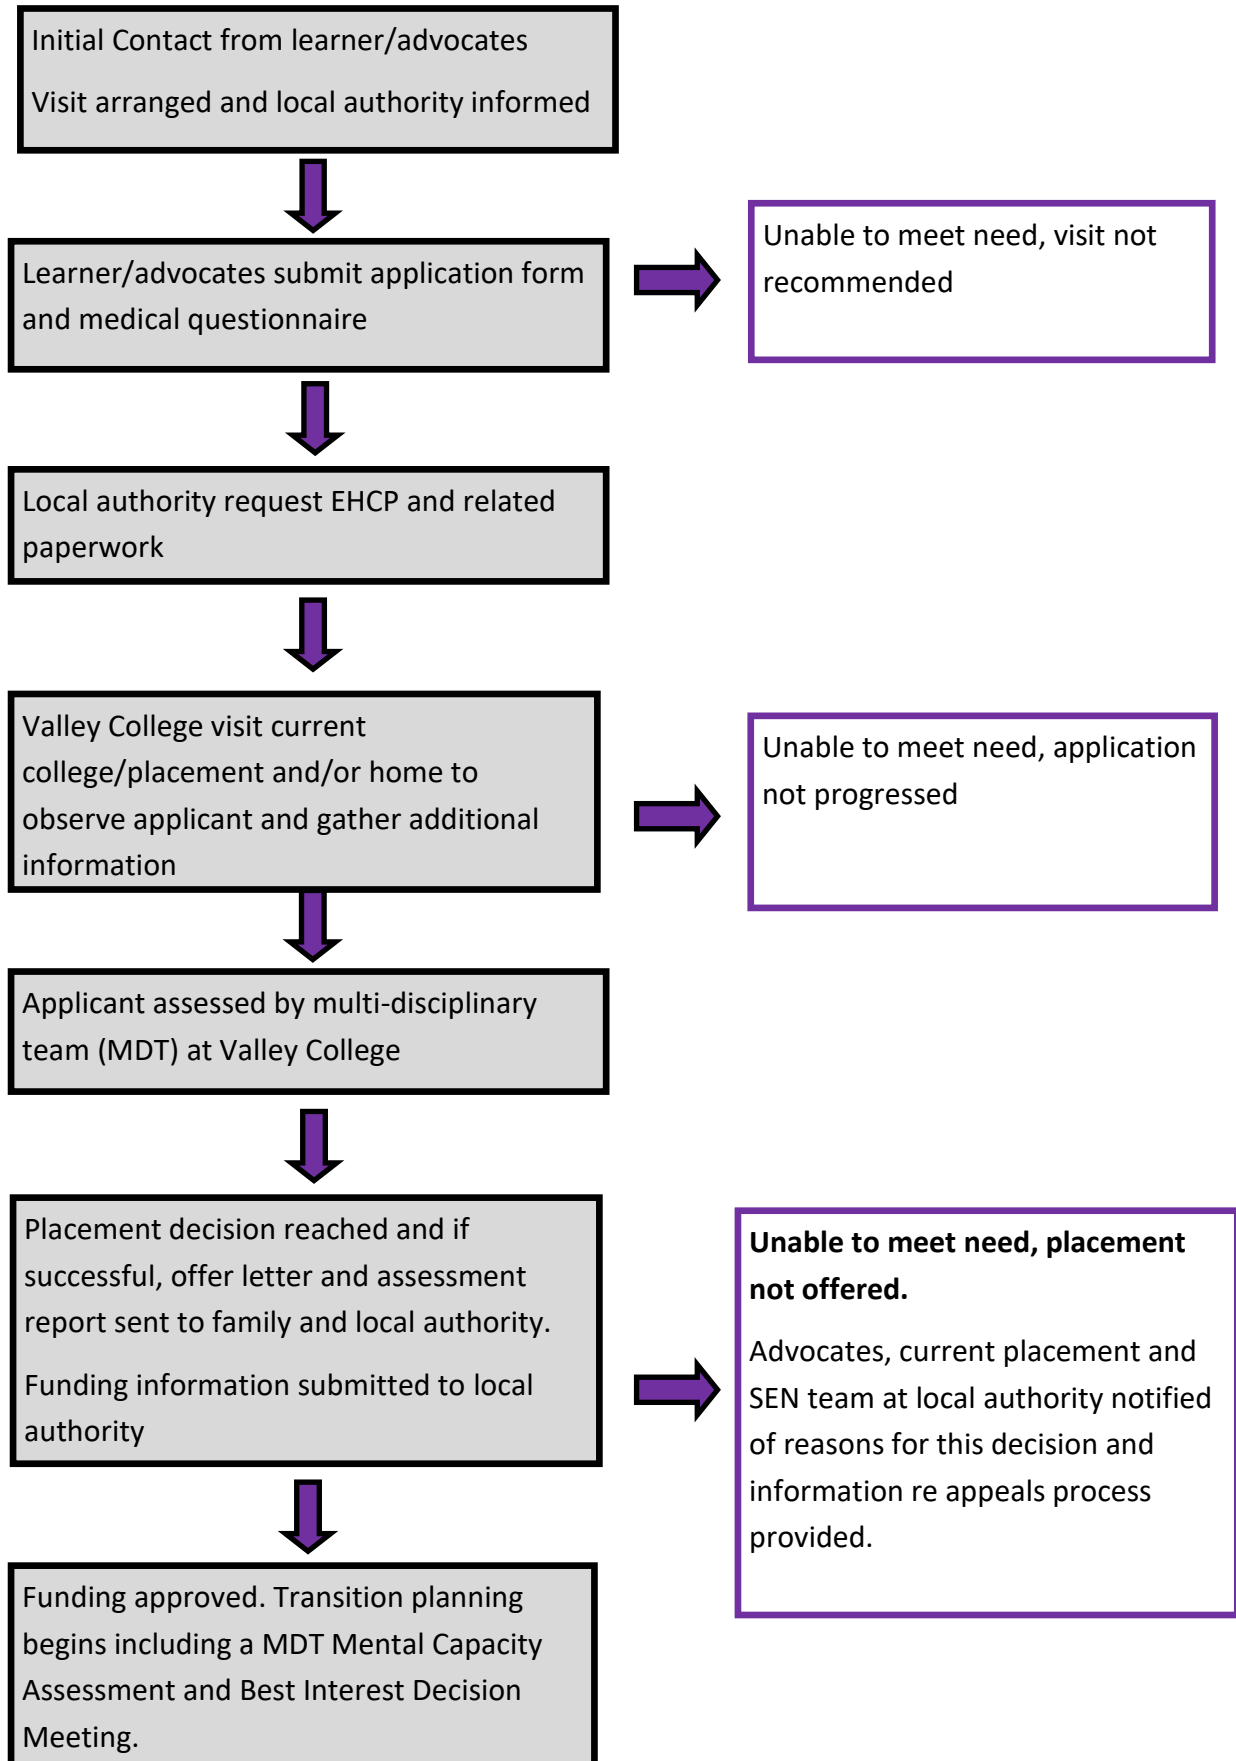 Initial Contact from learner/advocates
Visit arranged and local authority informed
Learner/advocates submit application form
and medical questionnaire
Unable to meet need, visit not
recommended
Local authority request EHCP and related
paperwork
Valley College visit current
college/placement and/or home to
observe applicant and gather additional
information
Unable to meet need, application
not progressed
Applicant assessed by multi-disciplinary
team (MDT) at Valley College
Placement decision reached and if
successful, offer letter and assessment
report sent to family and local authority.
Funding information submitted to local
authority
Unable to meet need, placement
not offered.
Advocates, current placement and
SEN team at local authority notified
of reasons for this decision and
information re appeals process
provided.
Funding approved. Transition planning
begins including a MDT Mental Capacity
Assessment and Best Interest Decision
Meeting.